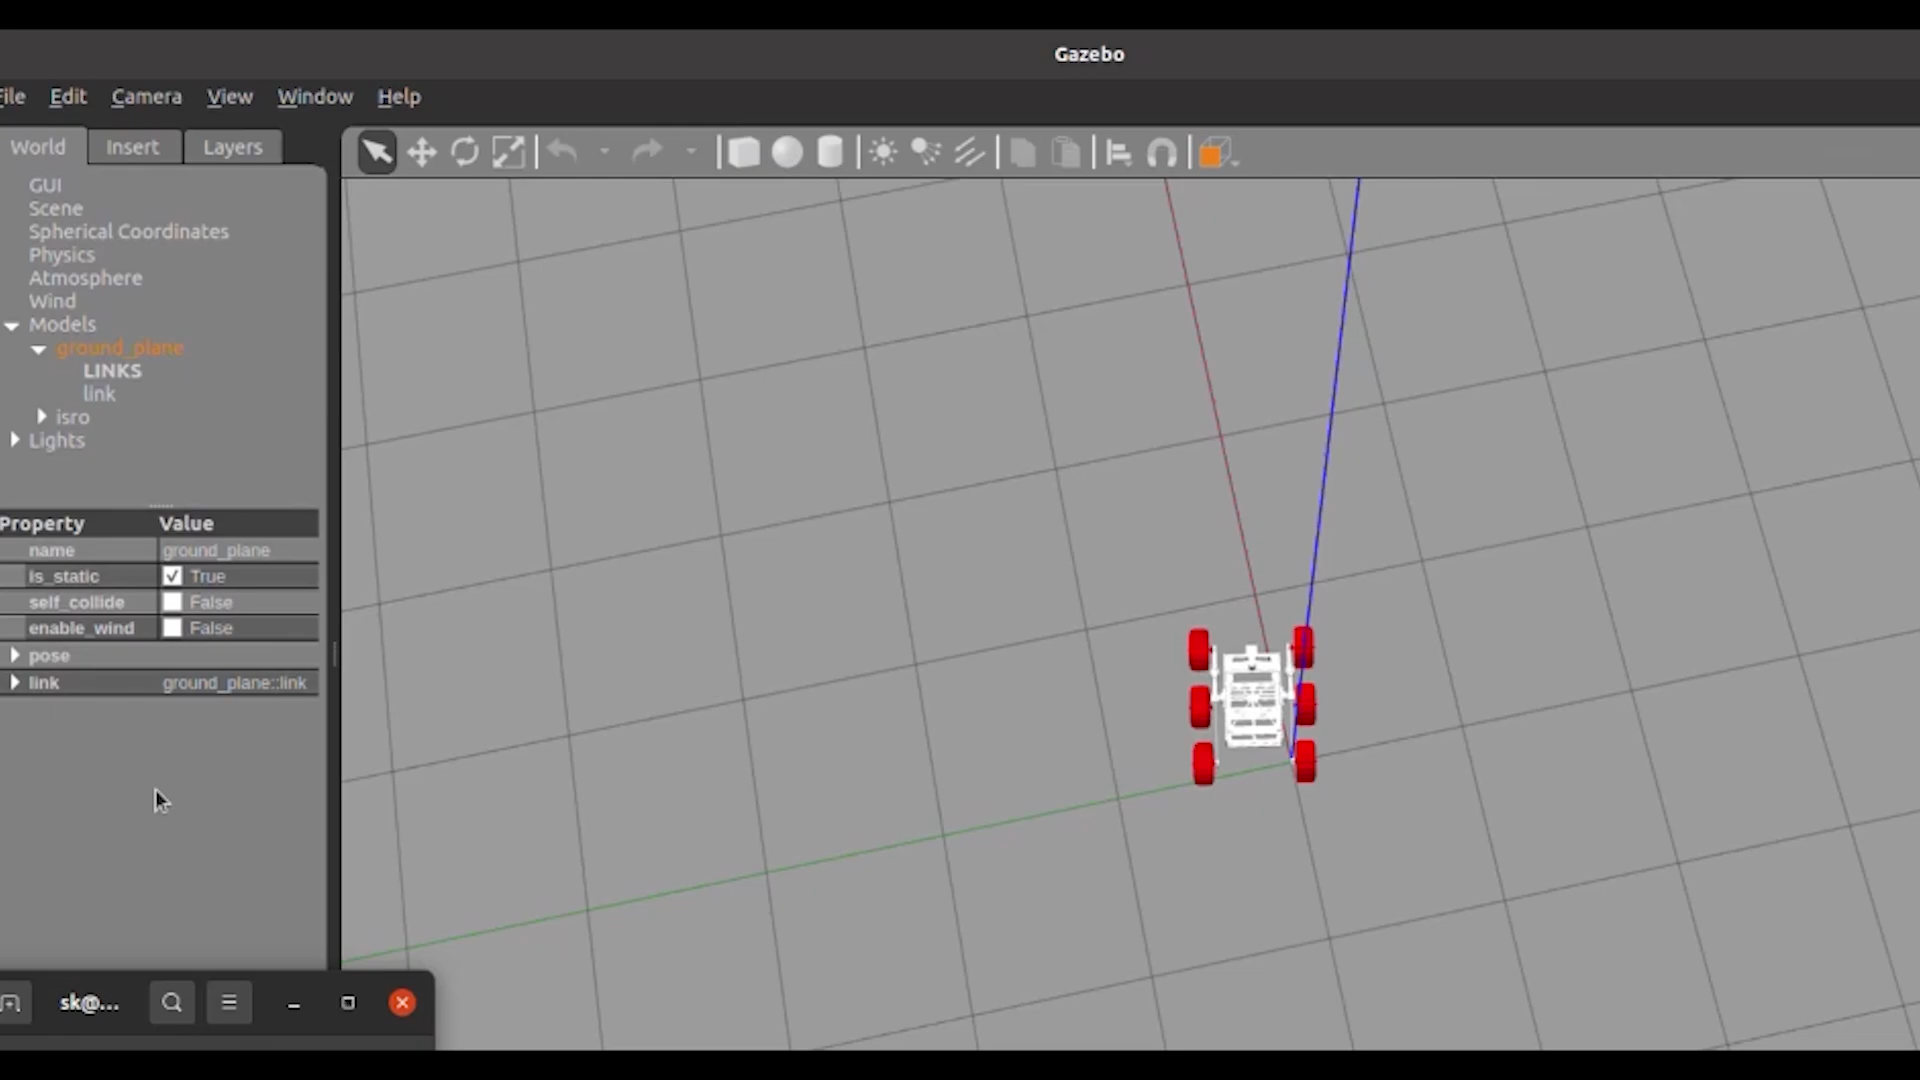 Gazebo
File Edit Camera View Window Help
World Insert Layers
GUI
Scene
Spherical Coordinates
Physics
Atmosphere
Wind
Models
ground_plane
LINKS
link
isro
Lights
Property Value
name ground_plane
is_static True
self_collide False
enable_wind False
pose
link ground_plane::link
sk@...